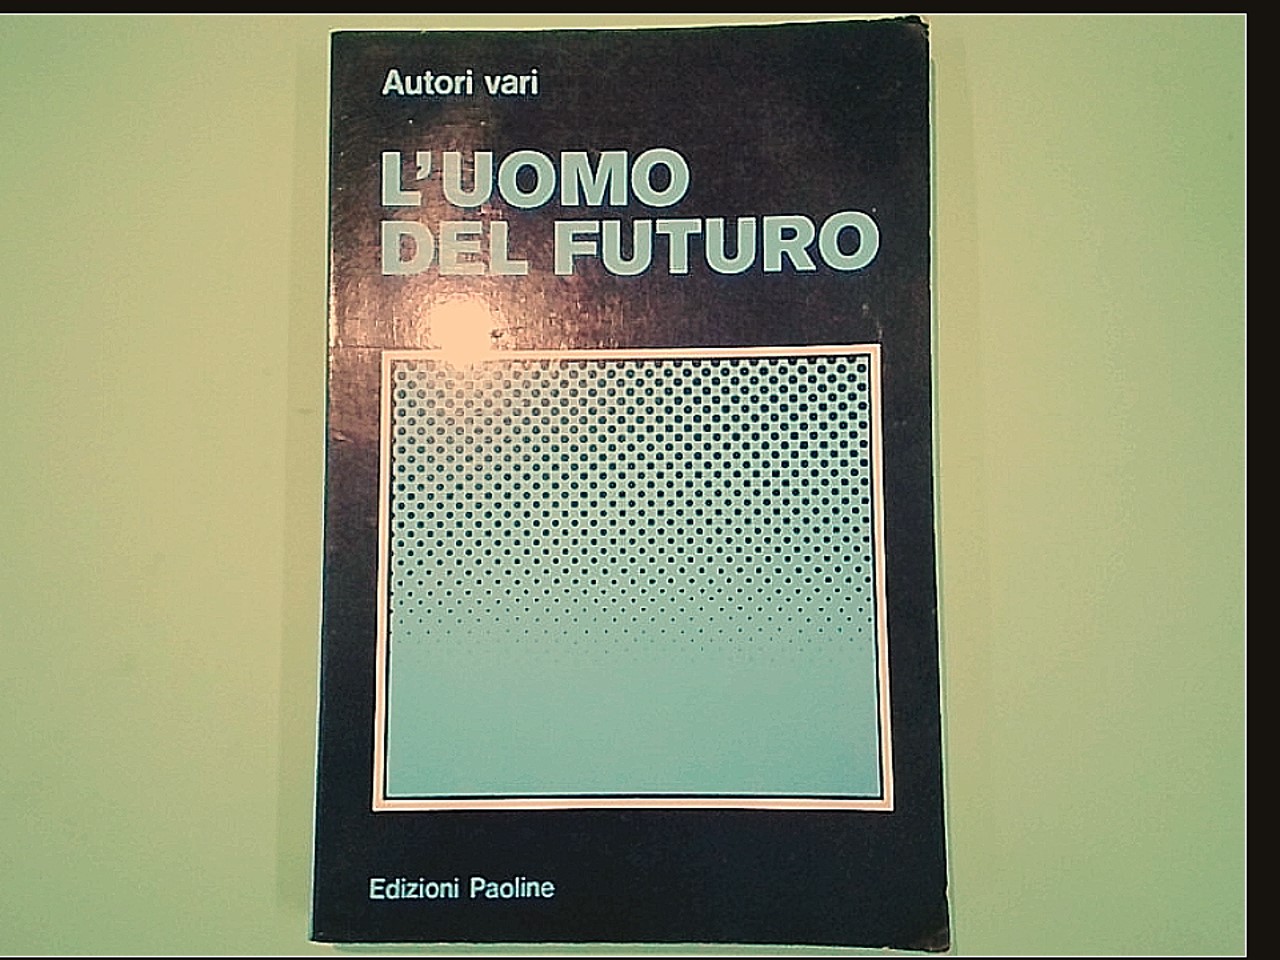 Autori vari
L'UOMO
DEL FUTURO
Edizioni Paoline